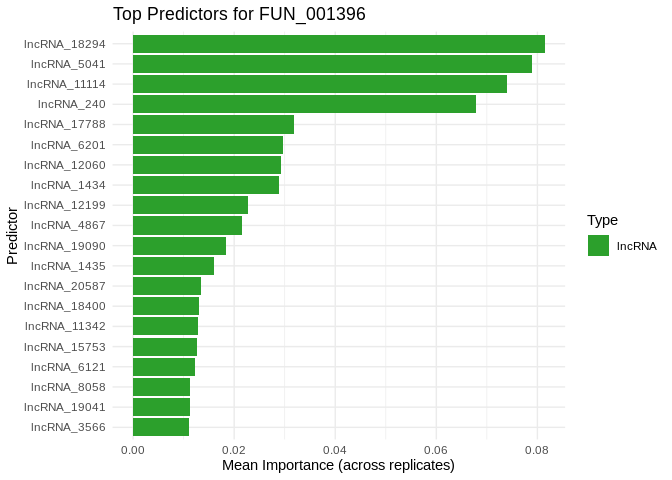 Top Predictors for FUN_001396
Predictor
lncRNA_18294
lncRNA_5041
lncRNA_11114
lncRNA_240
lncRNA_17788
lncRNA_6201
lncRNA_12060
lncRNA_1434
lncRNA_12199
lncRNA_4867
lncRNA_19090
lncRNA_1435
lncRNA_20587
lncRNA_18400
lncRNA_11342
lncRNA_15753
lncRNA_6121
lncRNA_8058
lncRNA_19041
lncRNA_3566
0.00 0.02 0.04 0.06 0.08
Mean Importance (across replicates)
Type
lncRNA